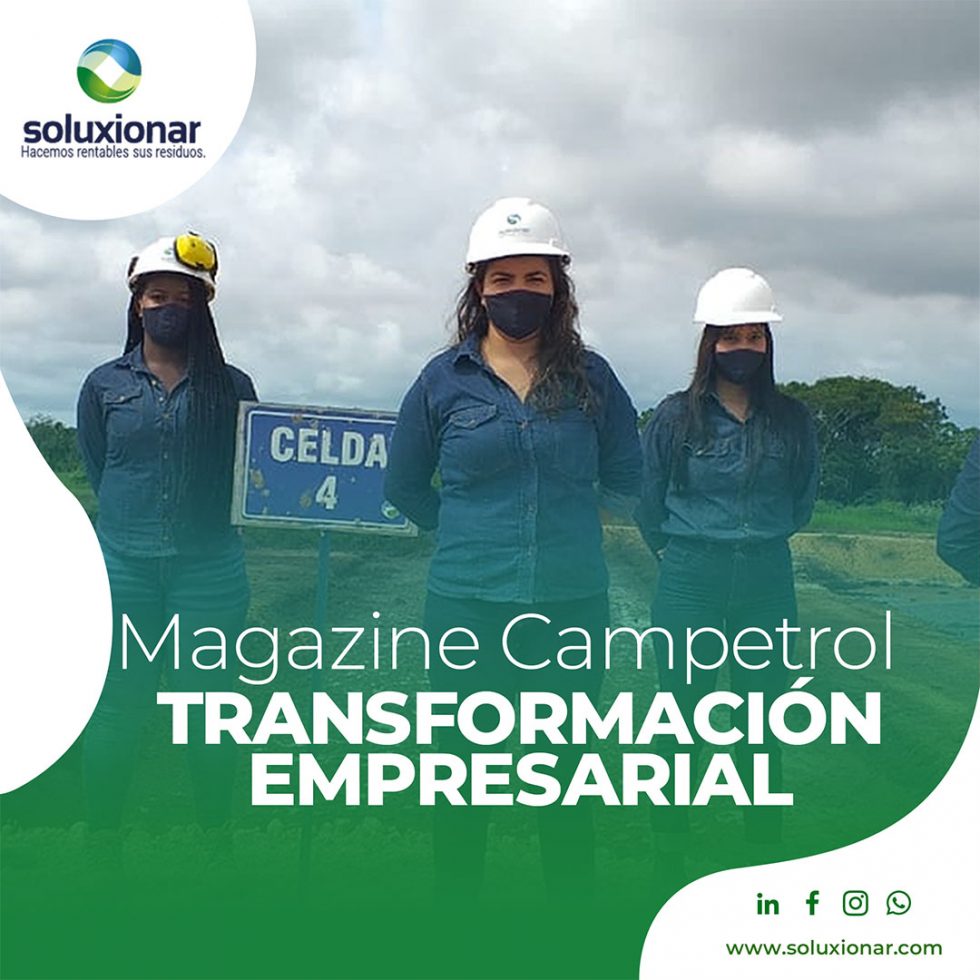 soluxionar
Hacemos rentables sus residuos.
CELDA
4
Magazine Campetrol
TRANSFORMACIÓN
EMPRESARIAL
www.soluxionar.com